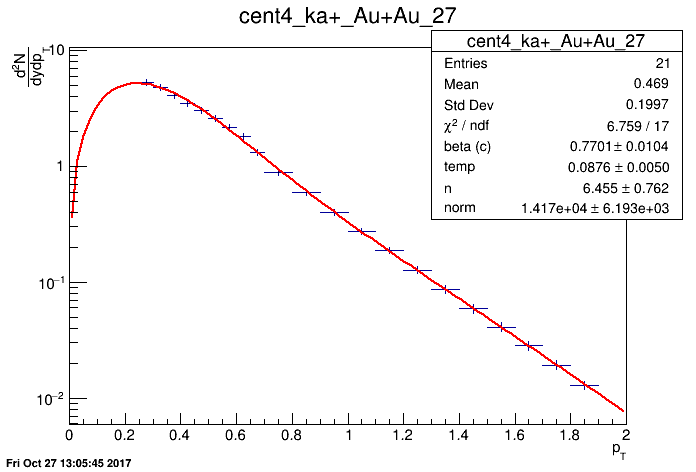 cent4_ka+_Au+Au_27
cent4_ka+_Au+Au_27
Entries 21
Mean 0.469
Std Dev 0.1997
χ² / ndf 6.759 / 17
beta (c) 0.7701 ± 0.0104
temp 0.0876 ± 0.0050
n 6.455 ± 0.762
norm 1.417e+04 ± 6.193e+03
d²N
dydp_T
10
1
10⁻¹
10⁻²
0 0.2 0.4 0.6 0.8 1 1.2 1.4 1.6 1.8 2
p_T
Fri Oct 27 13:05:45 2017